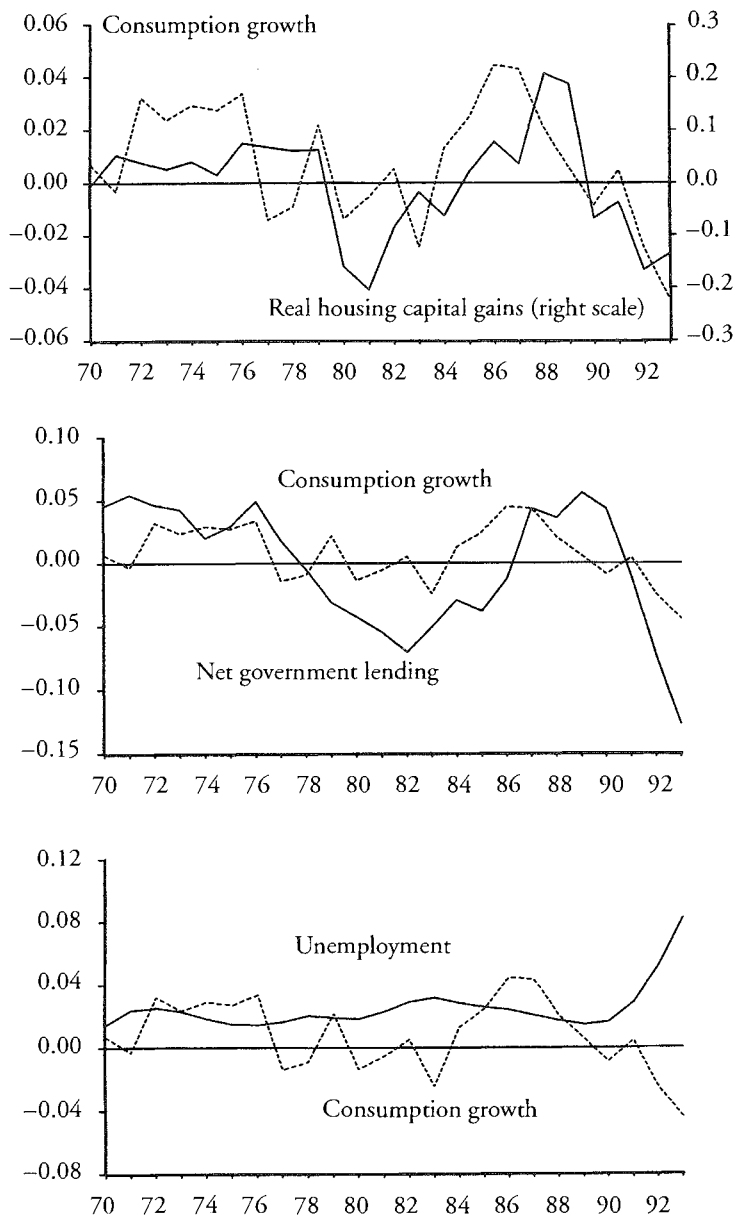 Consumption growth
0.06 0.3
0.04 0.2
0.02 0.1
0.00 0.0
−0.02 −0.1
−0.04 −0.2
Real housing capital gains (right scale)
−0.06 −0.3
70 72 74 76 78 80 82 84 86 88 90 92
0.10
Consumption growth
0.05
0.00
−0.05
Net government lending
−0.10
−0.15
70 72 74 76 78 80 82 84 86 88 90 92
0.12
0.08
Unemployment
0.04
0.00
−0.04
Consumption growth
−0.08
70 72 74 76 78 80 82 84 86 88 90 92